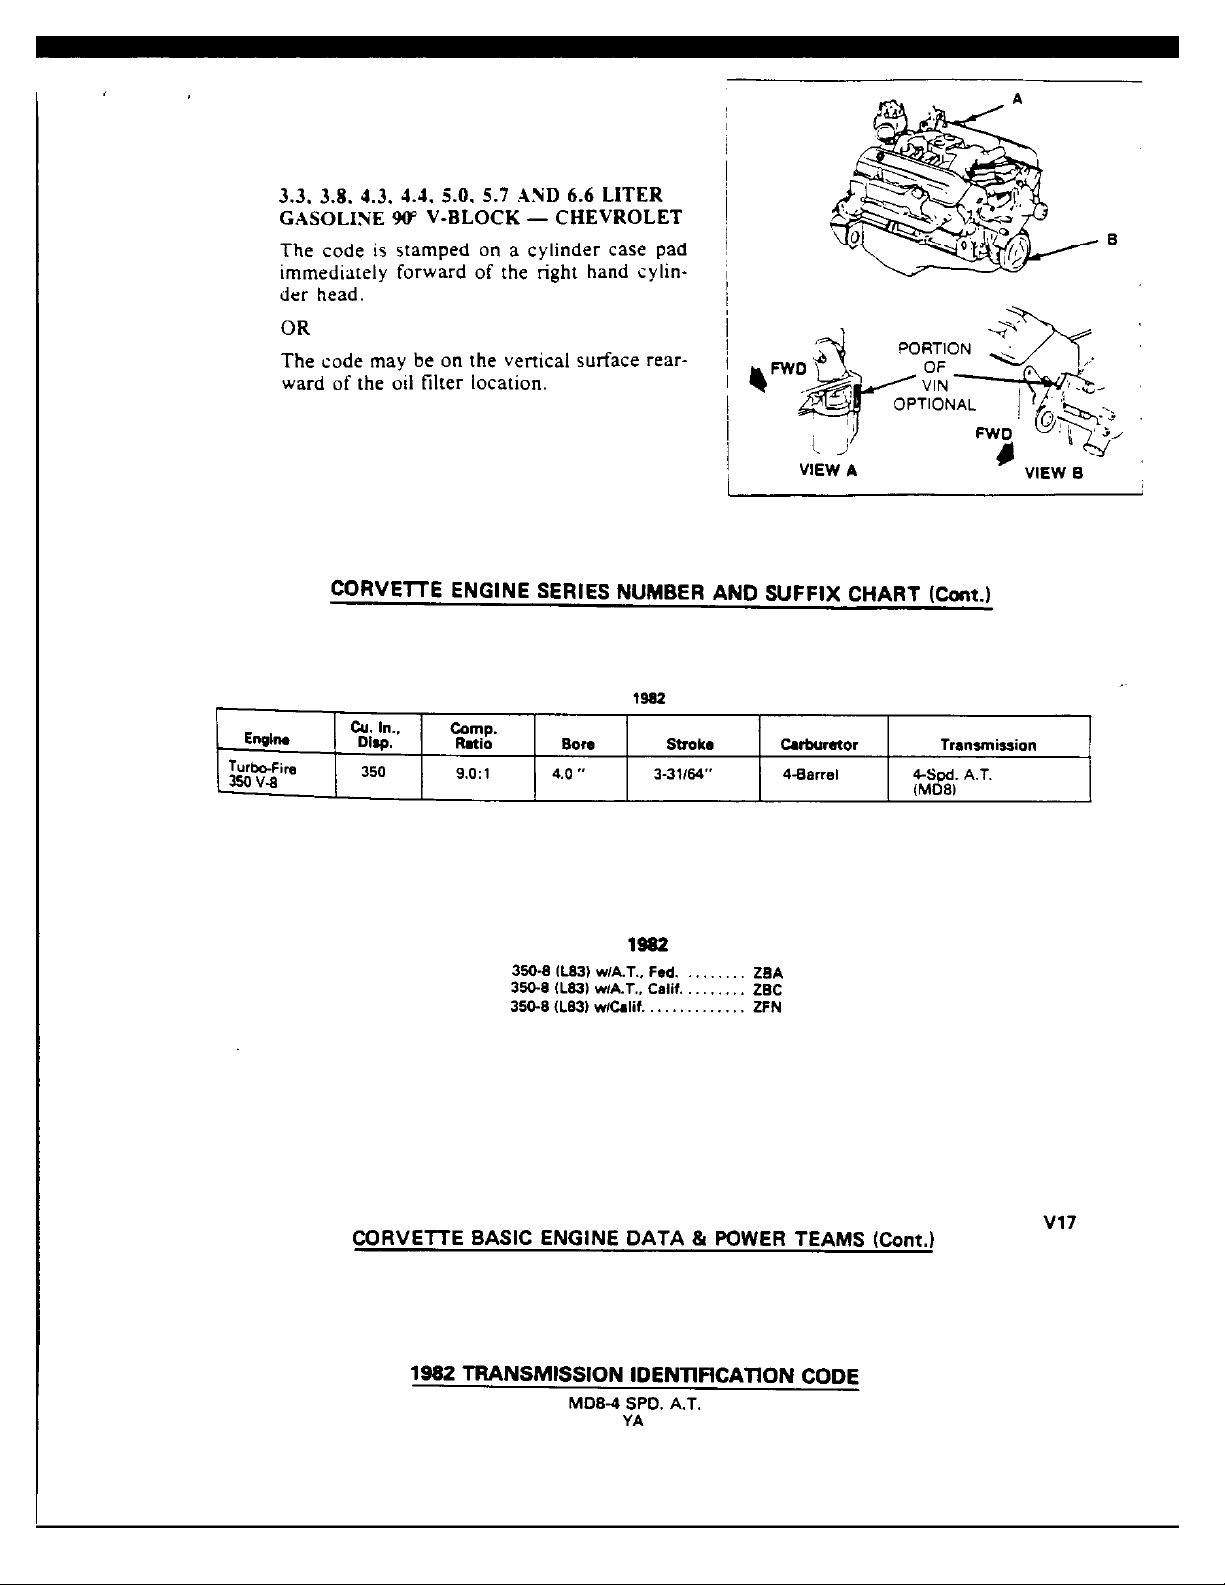 3.3, 3.8, 4.3, 4.4, 5.0, 5.7 AND 6.6 LITER
GASOLINE 90° V-BLOCK — CHEVROLET
The code is stamped on a cylinder case pad
immediately forward of the right hand cylin-
der head.
OR
The code may be on the vertical surface rear-
ward of the oil filter location.
A
B
FWD
PORTION
OF
VIN
OPTIONAL
FWD
VIEW A
VIEW B
CORVETTE ENGINE SERIES NUMBER AND SUFFIX CHART (Cont.)
1982
Engine Cu. In., Disp. Comp. Ratio Bore Stroke Carburetor Transmission
Turbo-Fire 350 V-8 350 9.0:1 4.0 " 3-31/64" 4-Barrel 4-Spd. A.T. (MD8)
1982
350-8 (L83) w/A.T., Fed. ........ ZBA
350-8 (L83) w/A.T., Calif. ........ ZBC
350-8 (L83) w/Calif. ............. ZFN
V17
CORVETTE BASIC ENGINE DATA & POWER TEAMS (Cont.)
1982 TRANSMISSION IDENTIFICATION CODE
MD8-4 SPD. A.T.
YA